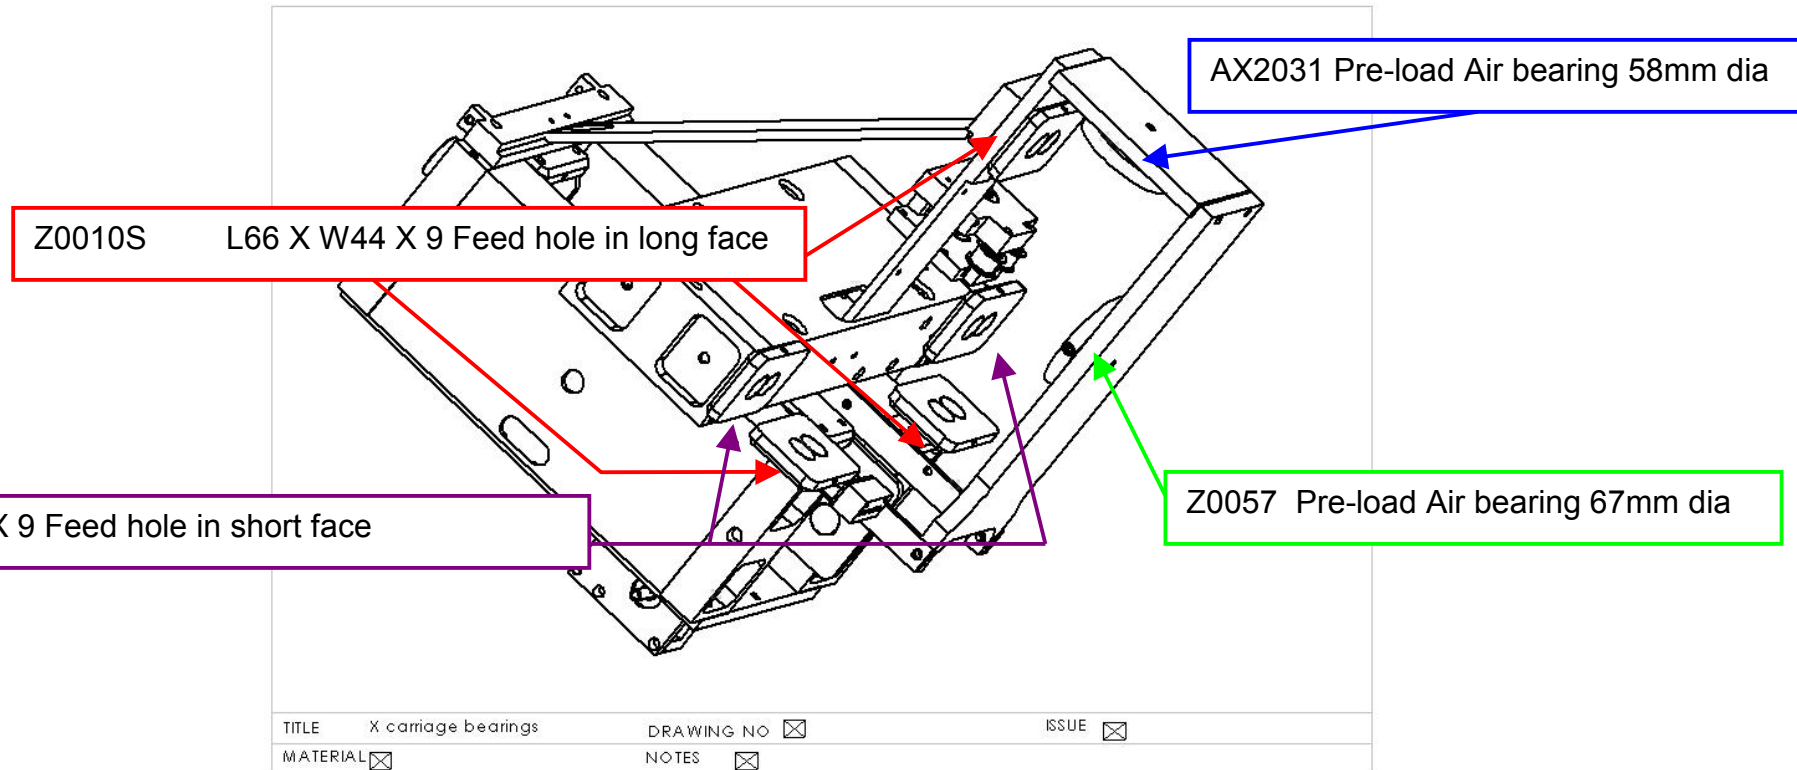 AX2031 Pre-load Air bearing 58mm dia
Z0010S L66 X W44 X 9 Feed hole in long face
Z0057 Pre-load Air bearing 67mm dia
X 9 Feed hole in short face
TITLE X carriage bearings DRAWING NO ISSUE
MATERIAL NOTES